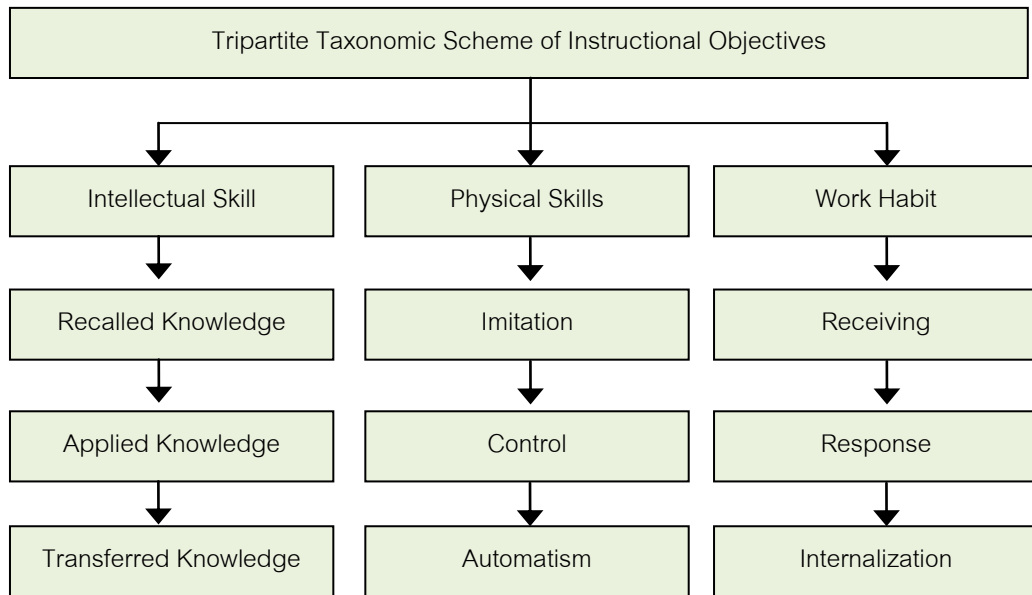 Tripartite Taxonomic Scheme of Instructional Objectives
Intellectual Skill
Physical Skills
Work Habit
Recalled Knowledge
Imitation
Receiving
Applied Knowledge
Control
Response
Transferred Knowledge
Automatism
Internalization